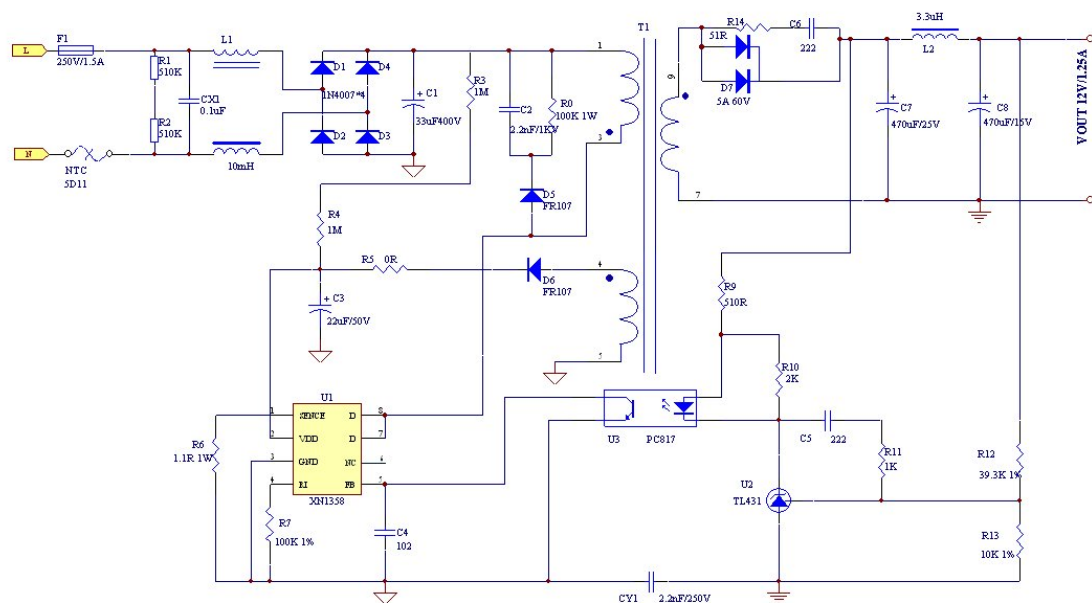 L
F1
250V/1.5A
N
NTC
5D11
R1
510K
R2
510K
CX1
0.1uF
L1
10mH
D1
D4
1N4007*4
D2
D3
C1
33uF400V
R3
1M
C2
2.2nF/1KV
R0
100K 1W
D5
FR107
T1
1
3
4
5
9
7
R14
51R
C6
222
D7
5A 60V
3.3uH
L2
C7
470uF/25V
C8
470uF/16V
VOUT 12V/1.25A
R4
1M
R5
0R
D6
FR107
C3
22uF/50V
R9
510R
R10
2K
U1
1
SENCE
D
8
2
VDD
D
7
3
GND
NC
6
4
RI
FB
5
XN1358
R6
1.1R 1W
R7
100K 1%
C4
102
U3
PC817
C5
222
R11
1K
U2
TL431
R12
39.3K 1%
R13
10K 1%
CY1
2.2nF/250V